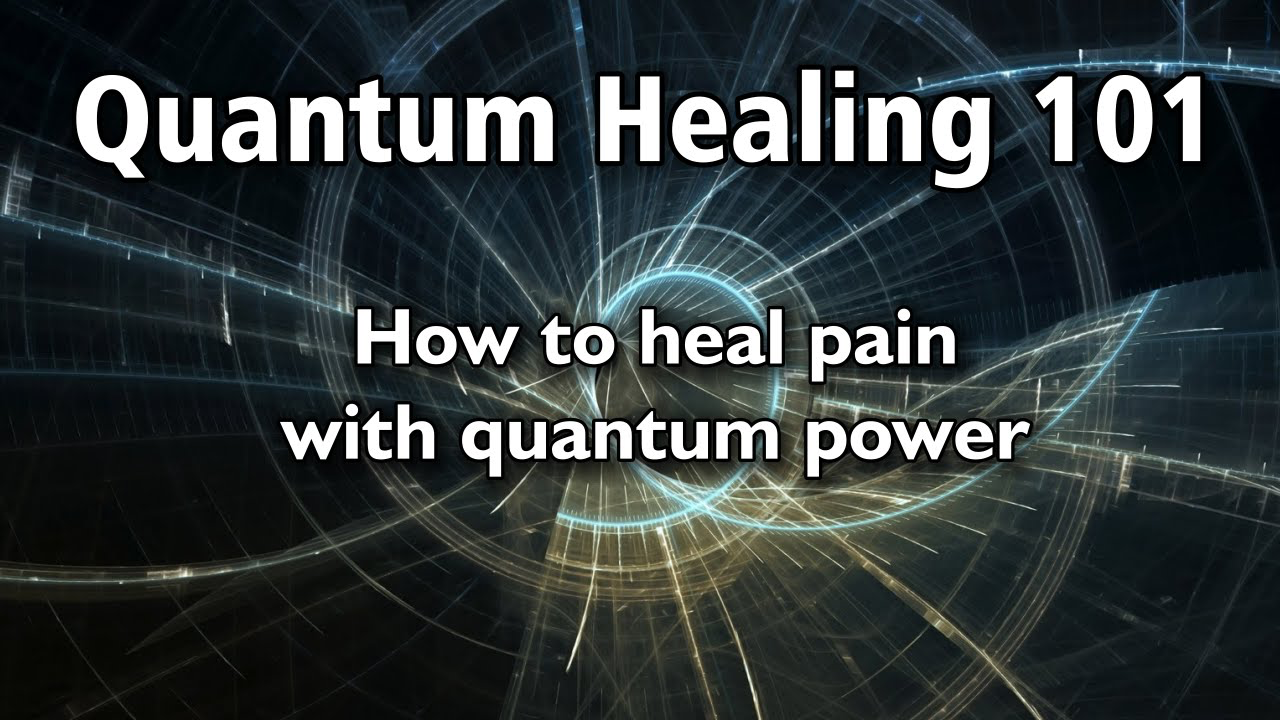 Quantum Healing 101
How to heal pain
with quantum power